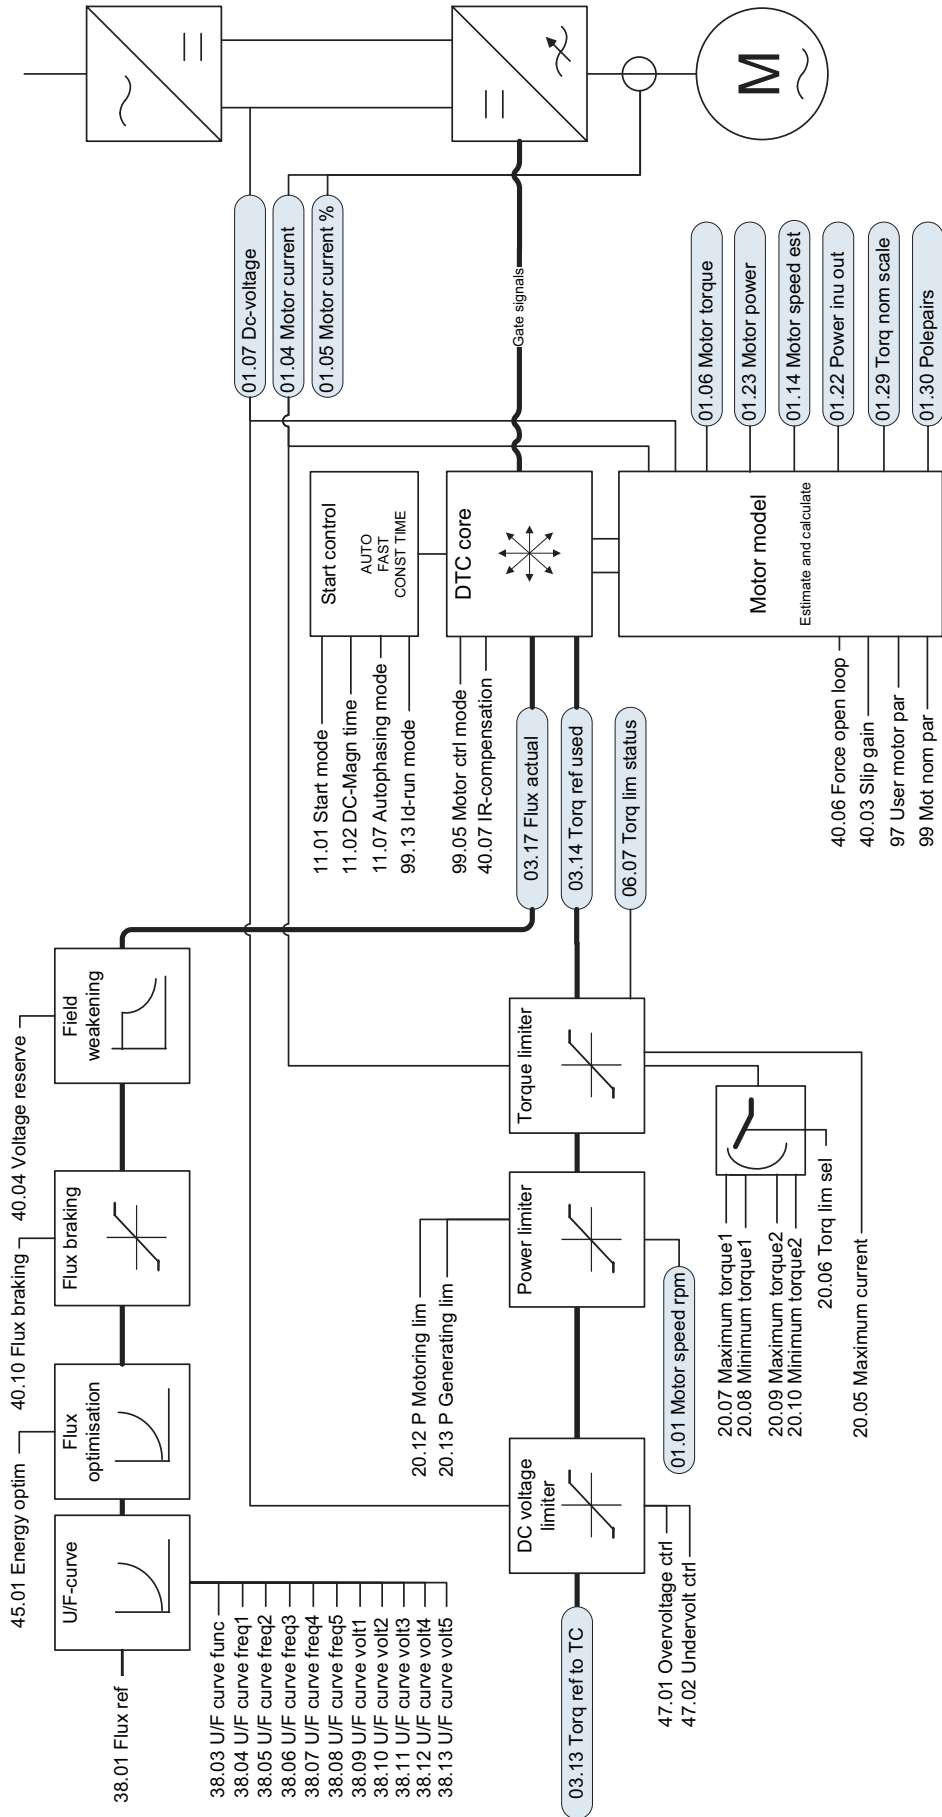 38.01 Flux ref
U/F-curve
38.03 U/F curve func
38.04 U/F curve freq1
38.05 U/F curve freq2
38.06 U/F curve freq3
38.07 U/F curve freq4
38.08 U/F curve freq5
38.09 U/F curve volt1
38.10 U/F curve volt2
38.11 U/F curve volt3
38.12 U/F curve volt4
38.13 U/F curve volt5
45.01 Energy optim
Flux
optimisation
40.10 Flux braking
Flux braking
40.04 Voltage reserve
Field
weakening
03.13 Torq ref to TC
DC voltage
limiter
47.01 Overvoltage ctrl
47.02 Undervolt ctrl
20.12 P Motoring lim
20.13 P Generating lim
Power limiter
01.01 Motor speed rpm
Torque limiter
20.07 Maximum torque1
20.08 Minimum torque1
20.09 Maximum torque2
20.10 Minimum torque2
20.06 Torq lim sel
20.05 Maximum current
11.01 Start mode
11.02 DC-Magn time
11.07 Autophasing mode
99.13 Id-run mode
Start control
AUTO
FAST
CONST TIME
99.05 Motor ctrl mode
40.07 IR-compensation
03.17 Flux actual
03.14 Torq ref used
06.07 Torq lim status
DTC core
40.06 Force open loop
40.03 Slip gain
97 User motor par
99 Mot nom par
Motor model
Estimate and calculate
01.07 Dc-voltage
01.04 Motor current
01.05 Motor current %
Gate signals
01.06 Motor torque
01.23 Motor power
01.14 Motor speed est
01.22 Power inu out
01.29 Torq nom scale
01.30 Polepairs
M